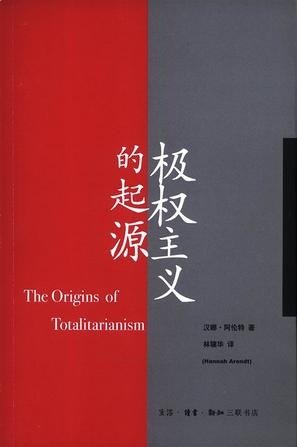 极权主义
的起源
The Origins of
Totalitarianism
汉娜·阿伦特 著
林骧华 译
(Hannah Arendt)
生活·读书·新知三联书店